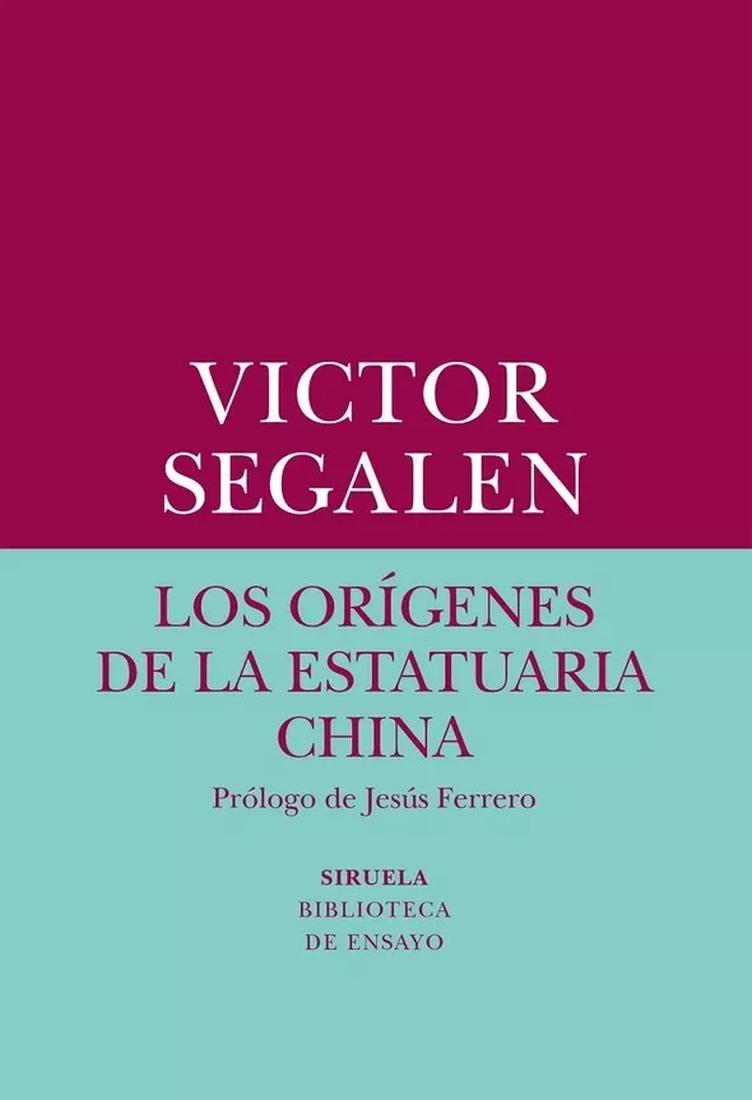 VICTOR
SEGALEN
LOS ORÍGENES
DE LA ESTATUARIA
CHINA
Prólogo de Jesús Ferrero
SIRUELA
BIBLIOTECA
DE ENSAYO